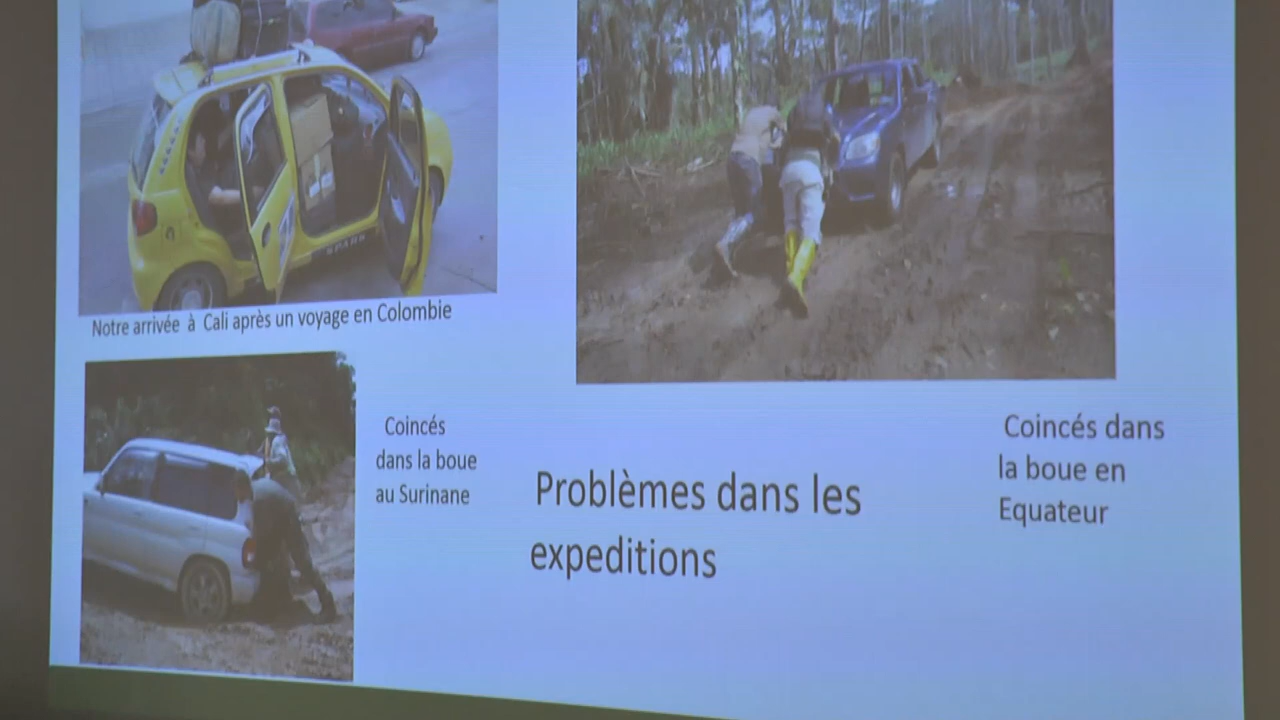 SPARK
Notre arrivée à Cali après un voyage en Colombie
Coincés
dans la boue
au Surinane
Problèmes dans les
expeditions
Coincés dans
la boue en
Equateur